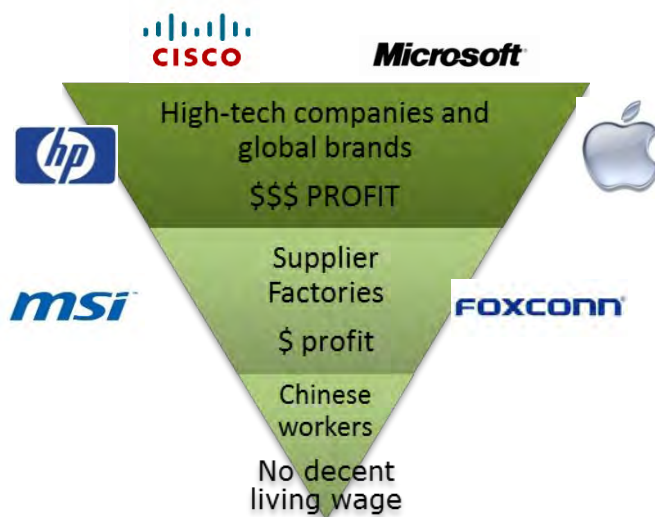 CISCO
Microsoft
High-tech companies and
global brands
$$$ PROFIT
hp
Supplier
Factories
$ profit
msi
FOXCONN
Chinese
workers
No decent
living wage